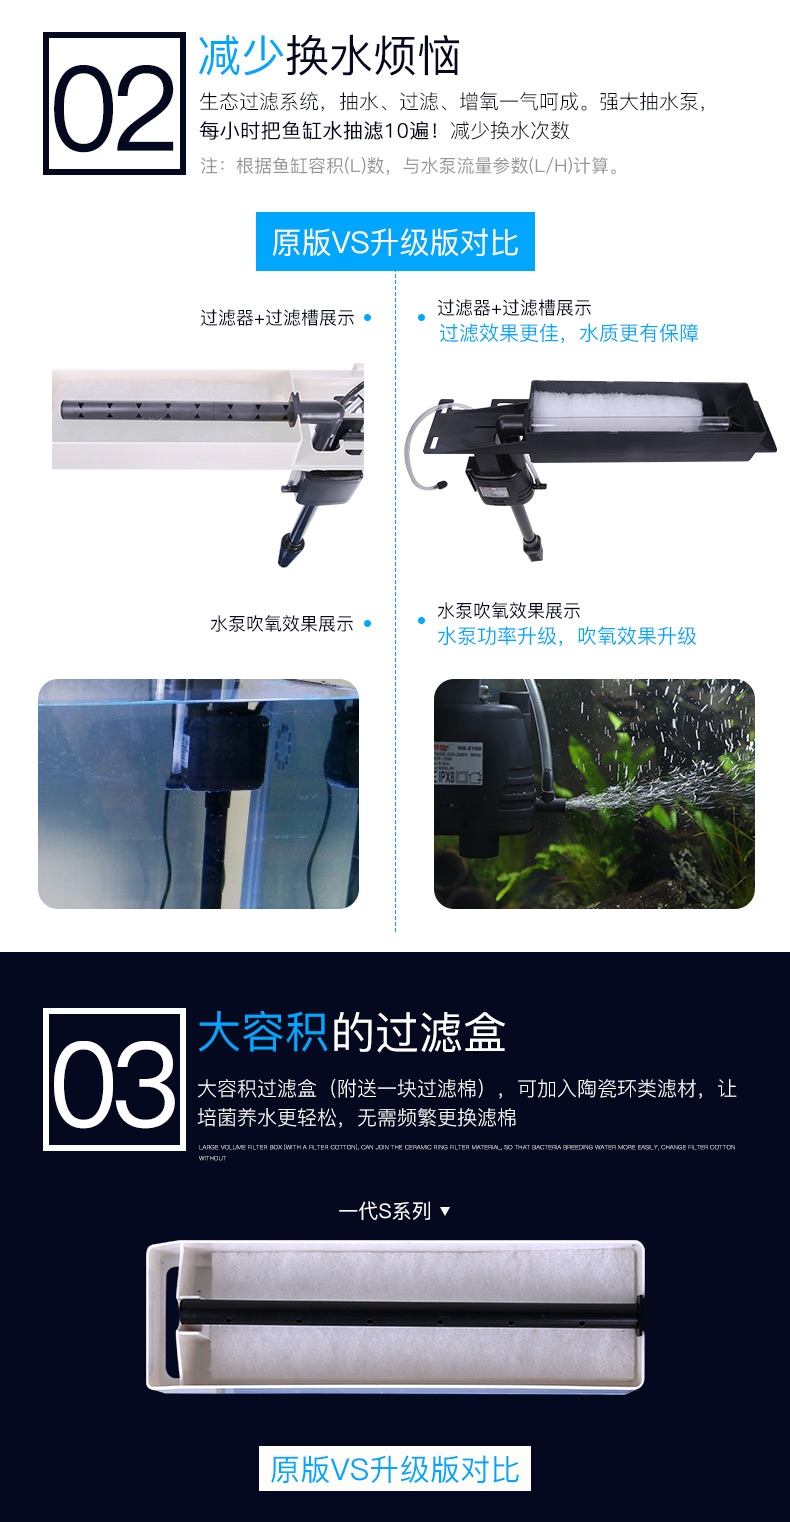 02
减少换水烦恼
生态过滤系统，抽水、过滤、增氧一气呵成。强大抽水泵，
每小时把鱼缸水抽滤10遍！减少换水次数
注：根据鱼缸容积(L)数，与水泵流量参数(L/H)计算。
原版VS升级版对比
过滤器+过滤槽展示
过滤器+过滤槽展示
过滤效果更佳，水质更有保障
水泵吹氧效果展示
水泵吹氧效果展示
水泵功率升级，吹氧效果升级
IPX8
03
大容积的过滤盒
大容积过滤盒（附送一块过滤棉），可加入陶瓷环类滤材，让
培菌养水更轻松，无需频繁更换滤棉
LARGE VOLUME FILTER BOX (WITH A FILTER COTTON), CAN JOIN THE CERAMIC RING FILTER MATERIAL, SO THAT BACTERIA BREEDING WATER MORE EASILY, CHANGE FILTER COTTON
WITHOUT
一代S系列
原版VS升级版对比